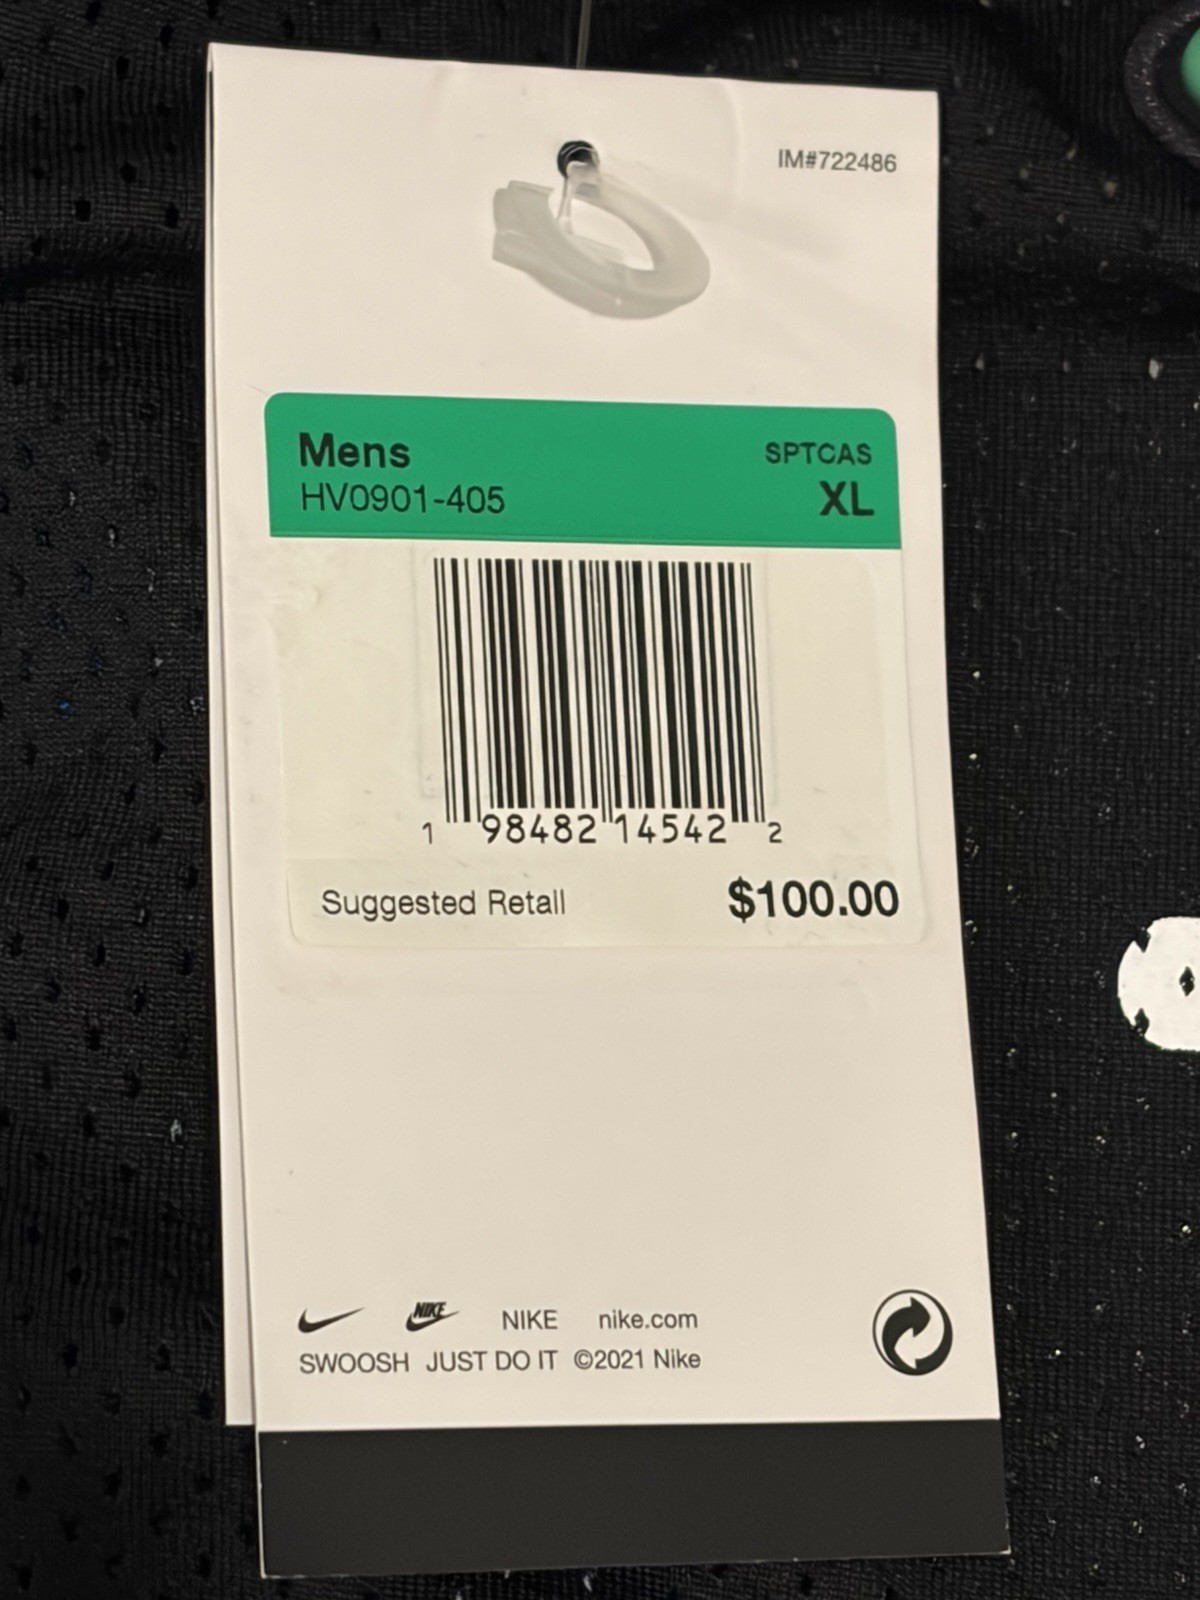 IM#722486
Mens SPTCAS
HV0901-405 XL
1 98482 14542 2
Suggested Retail $100.00
NIKE NIKE nike.com
SWOOSH JUST DO IT ©2021 Nike